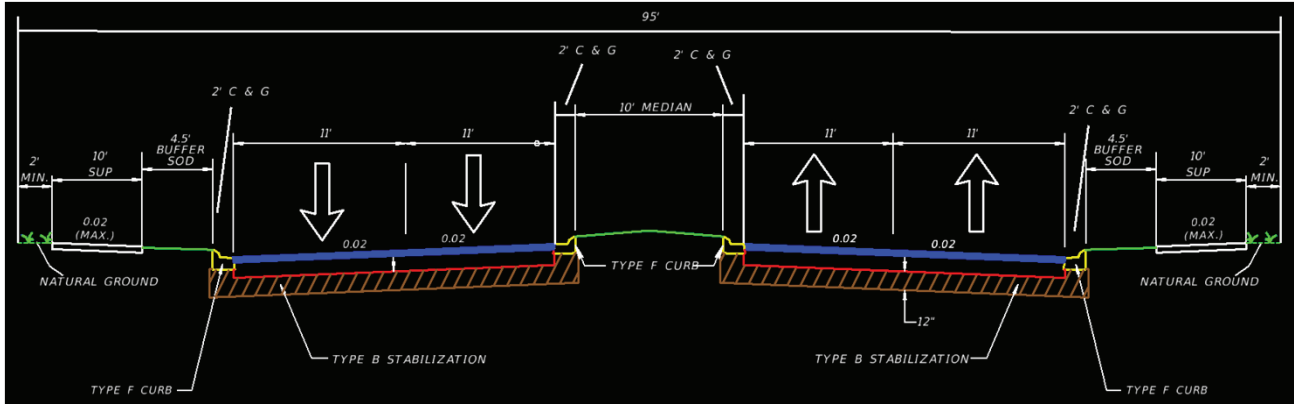 95'
2' C & G
2' C & G
2' C & G
2' C & G
10' MEDIAN
4.5'
BUFFER
SOD
11'
11'
11'
11'
4.5'
BUFFER
SOD
2'
MIN.
10'
SUP
10'
SUP
2'
MIN.
0.02
(MAX.)
0.02
0.02
0.02
0.02
0.02
(MAX.)
NATURAL GROUND
TYPE F CURB
NATURAL GROUND
12"
TYPE B STABILIZATION
TYPE B STABILIZATION
TYPE F CURB
TYPE F CURB